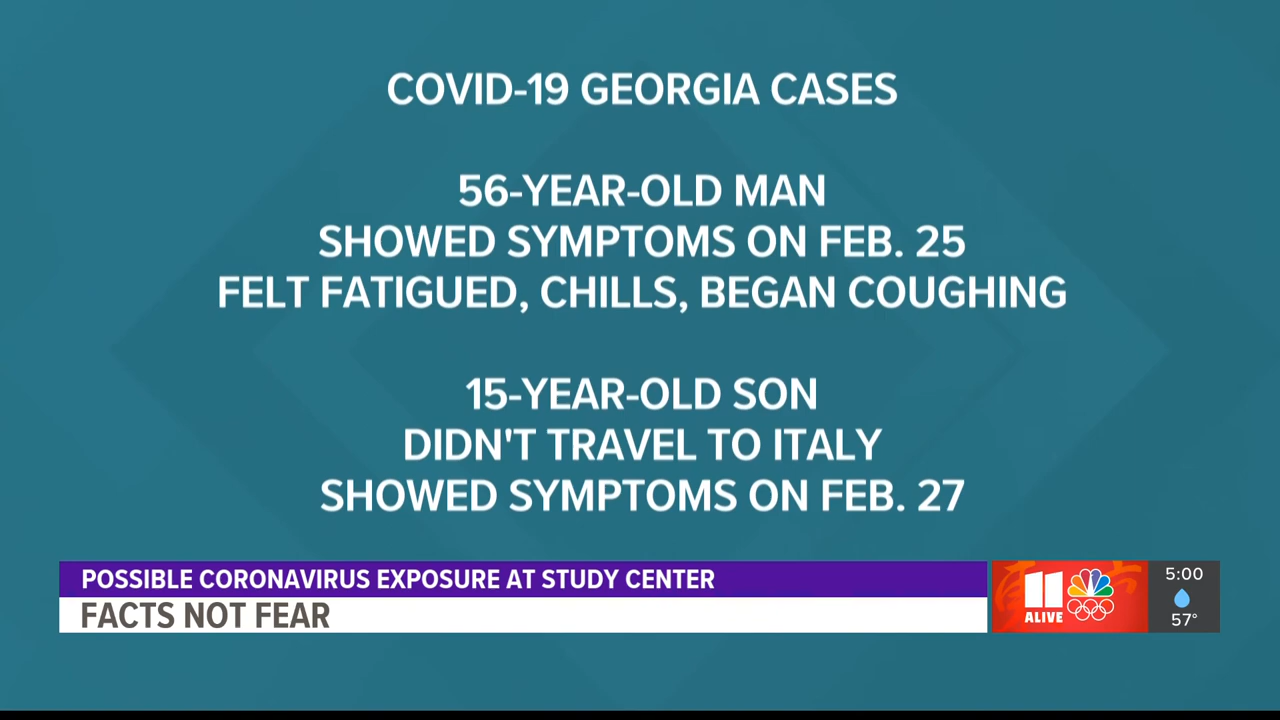 COVID-19 GEORGIA CASES
56-YEAR-OLD MAN
SHOWED SYMPTOMS ON FEB. 25
FELT FATIGUED, CHILLS, BEGAN COUGHING
15-YEAR-OLD SON
DIDN'T TRAVEL TO ITALY
SHOWED SYMPTOMS ON FEB. 27
POSSIBLE CORONAVIRUS EXPOSURE AT STUDY CENTER
FACTS NOT FEAR
11
ALIVE
5:00
57°